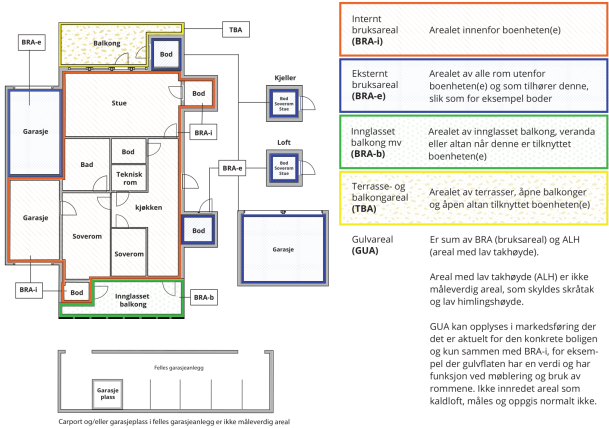 TBA
BRA-e
Balkong
Bod
Stue
Bod
Garasje
BRA-i
Bad
Bod
Teknisk
rom
BRA-e
Garasje
kjøkken
Soverom
Soverom
Bod
BRA-i
Bod
Innglasset
balkong
BRA-b
Kjeller
Bod
Soverom
Stue
Loft
Bod
Soverom
Stue
Garasje
Felles garasjeanlegg
Garasje
plass
Carport og/eller garasjeplass i felles garasjeanlegg er ikke måleverdig areal
Internt
bruksareal
(BRA-i)
Arealet innenfor boenheten(e)
Eksternt
bruksareal
(BRA-e)
Arealet av alle rom utenfor
boenheten(e) og som tilhører denne,
slik som for eksempel boder
Innglasset
balkong mv
(BRA-b)
Arealet av innglasset balkong, veranda
eller altan når denne er tilknyttet
boenheten(e)
Terrasse- og
balkongareal
(TBA)
Arealet av terrasser, åpne balkonger
og åpen altan tilknyttet boenheten(e)
Gulvareal
(GUA)
Er sum av BRA (bruksareal) og ALH
(areal med lav takhøyde).
Areal med lav takhøyde (ALH) er ikke
måleverdig areal, som skyldes skråtak
og lav himlingshøyde.
GUA kan opplyses i markedsføring der
det er aktuelt for den konkrete boligen
og kun sammen med BRA-i, for eksem-
pel der gulvflaten har en verdi og har
funksjon ved møblering og bruk av
rommene. Ikke innredet areal som
kaldloft, måles og oppgis normalt ikke.